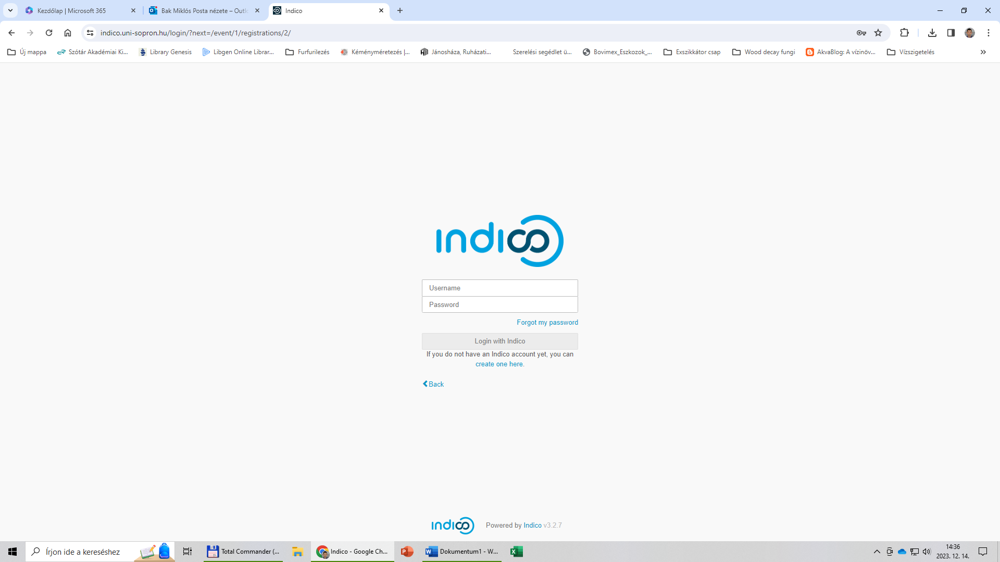 Kezdőlap | Microsoft 365
Bak Miklós Posta nézete – Outl
Indico
indico.uni-sopron.hu/login/?next=/event/1/registrations/2/
Új mappa
Szótár Akadémiai Ki...
Library Genesis
Libgen Online Librar...
Furfurilezés
Kéményméretezés |...
Jánosháza, Ruházati...
Szerelési segédlet ü...
Bovimex_Eszkozok_...
Exszikkátor csap
Wood decay fungi
AkvaBlog: A vízinöv...
Vízszigetelés
indico
Username
Password
Forgot my password
Login with Indico
If you do not have an Indico account yet, you can
create one here.
Back
indico
Powered by Indico v3.2.7
Írjon ide a kereséshez
Total Commander (...
Indico - Google Ch...
Dokumentum1 - W...
14:36
2023. 12. 14.